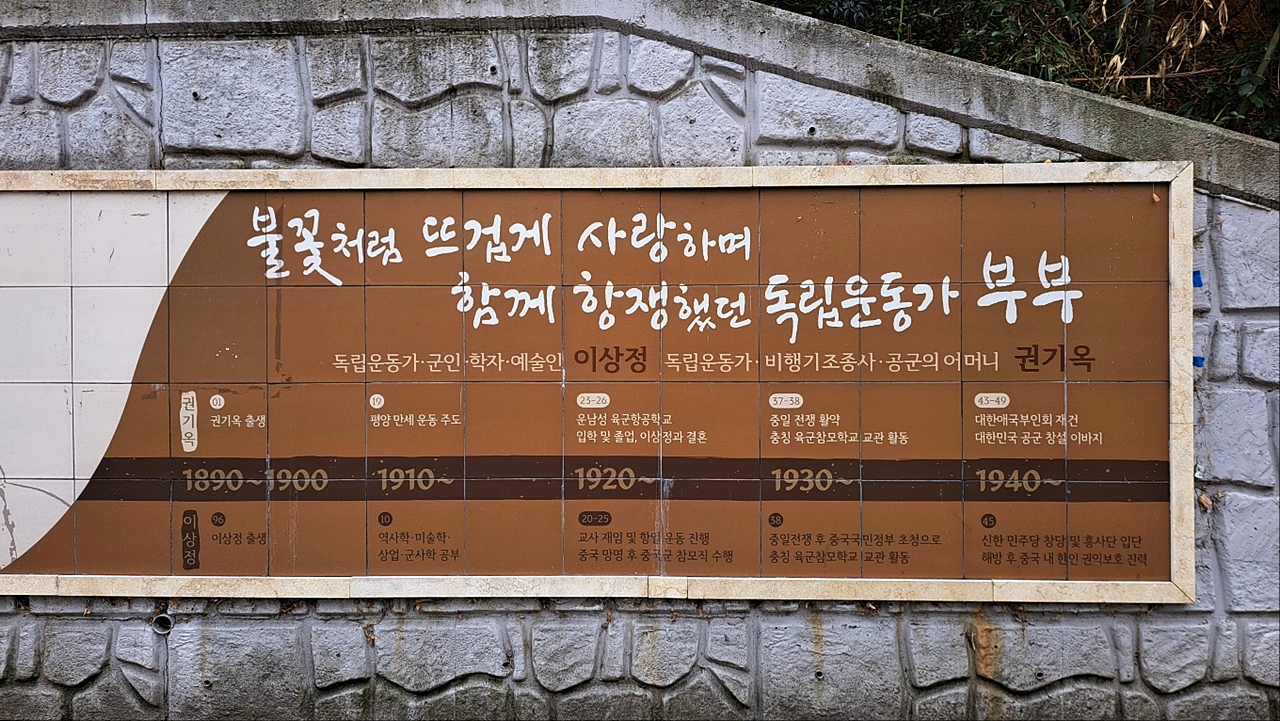 불꽃처럼 뜨겁게 사랑하며
함께 항쟁했던 독립운동가 부부
독립운동가·군인·학자·예술인 이상정 독립운동가·비행기조종사·공군의 어머니 권기옥
권기옥
01
권기옥 출생
19
평양 만세 운동 주도
23-26
운남성 육군항공학교
입학 및 졸업, 이상정과 결혼
37-38
중일 전쟁 활약
충칭 육군참모학교 교관 활동
43-49
대한애국부인회 재건
대한민국 공군 창설 이바지
1890~1900 1910~ 1920~ 1930~ 1940~
이상정
96
이상정 출생
10
역사학·미술학·
상업·군사학 공부
20-25
교사 재임 및 항일 운동 진행
중국 망명 후 중국군 참모직 수행
38
중일전쟁 후 중국국민정부 초청으로
충칭 육군참모학교 교관 활동
45
신한 민주당 창당 및 흥사단 입단
해방 후 중국 내 한인 권익보호 진력